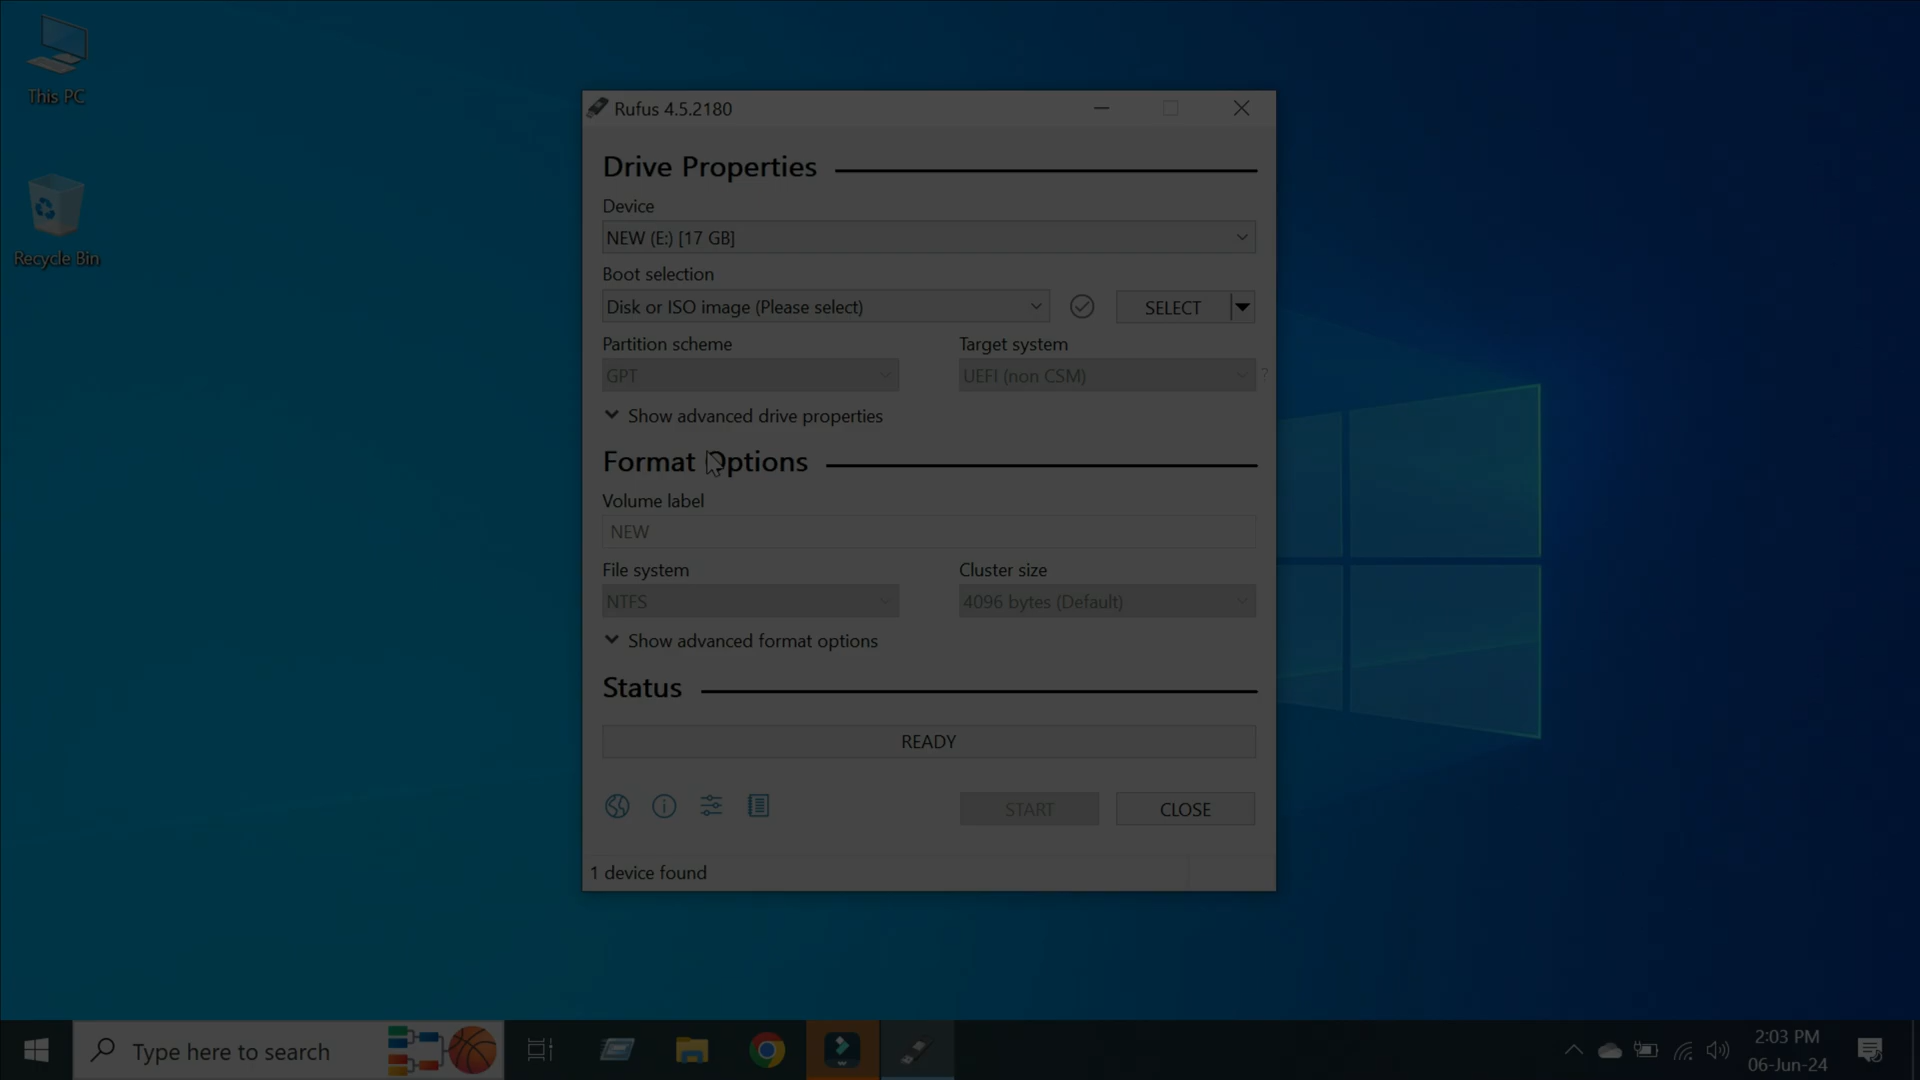 This PC
Recycle Bin
Rufus 4.5.2180
Drive Properties
Device
NEW (E:) [17 GB]
Boot selection
Disk or ISO image (Please select)
SELECT
Partition scheme
Target system
GPT
UEFI (non CSM)
?
Show advanced drive properties
Format Options
Volume label
NEW
File system
Cluster size
NTFS
4096 bytes (Default)
Show advanced format options
Status
READY
START
CLOSE
1 device found
Type here to search
2:03 PM
06-Jun-24